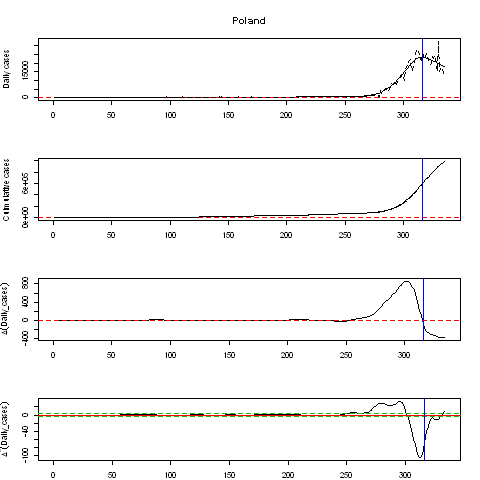 Poland
Daily cases
0 15000
0 50 100 150 200 250 300
Cumulative cases
0e+00 6e+05
0 50 100 150 200 250 300
Δ(Daily_cases)
-400 0 400 800
0 50 100 150 200 250 300
Δ²(Daily_cases)
-100 -40 0
0 50 100 150 200 250 300